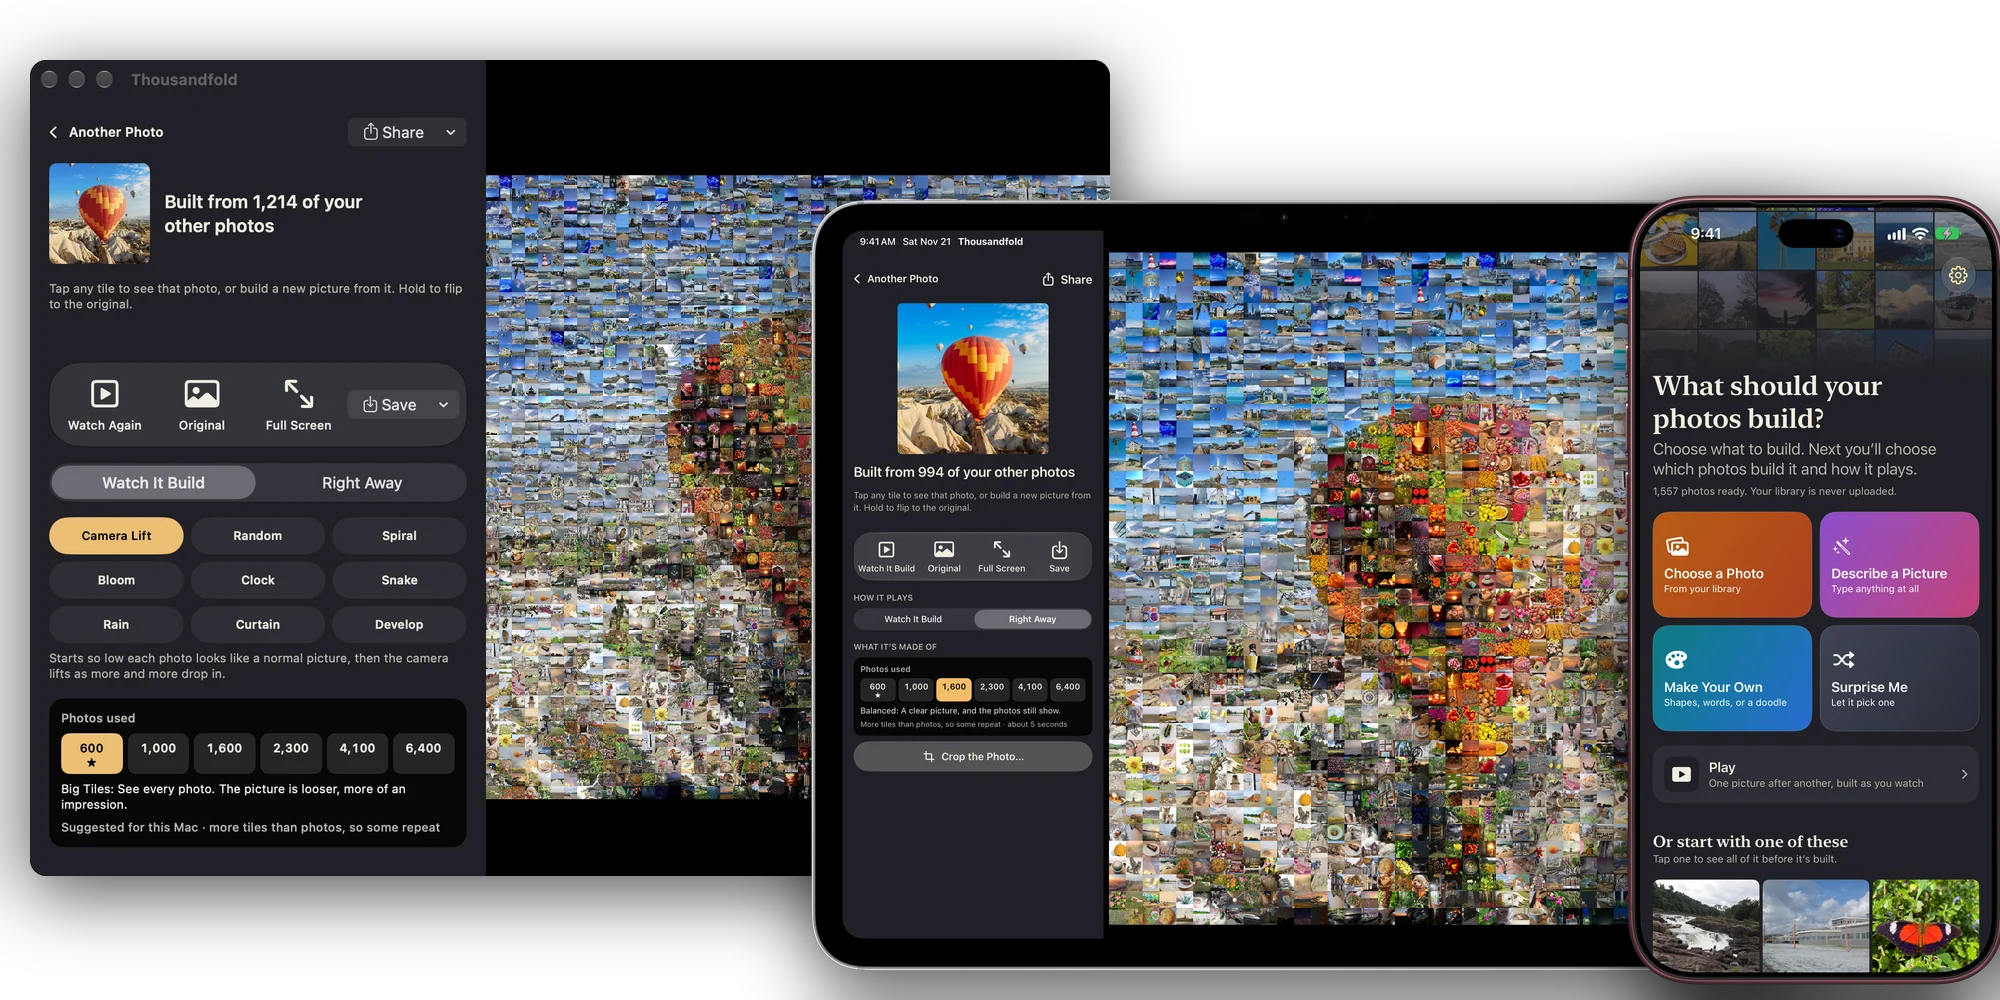 Thousandfold
Another Photo
Share
Built from 1,214 of your
other photos
Tap any tile to see that photo, or build a new picture from it. Hold to flip
to the original.
Watch Again
Original
Full Screen
Save
Watch It Build
Right Away
Camera Lift
Random
Spiral
Bloom
Clock
Snake
Rain
Curtain
Develop
Starts so low each photo looks like a normal picture, then the camera
lifts as more and more drop in.
Photos used
600
1,000
1,600
2,300
4,100
6,400
Big Tiles: See every photo. The picture is looser, more of an
impression.
Suggested for this Mac · more tiles than photos, so some repeat
9:41 AM Sat Nov 21 Thousandfold
Another Photo
Share
Built from 994 of your other photos
Tap any tile to see that photo, or build a new picture from
it. Hold to flip to the original.
Watch It Build
Original
Full Screen
Save
HOW IT PLAYS
Watch It Build
Right Away
WHAT IT'S MADE OF
Photos used
600
1,000
1,600
2,300
4,100
6,400
Balanced: A clear picture, and the photos still show.
More tiles than photos, so some repeat · about 5 seconds
Crop the Photo...
9:41
What should your
photos build?
Choose what to build. Next you'll choose
which photos build it and how it plays.
1,557 photos ready. Your library is never uploaded.
Choose a Photo
From your library
Describe a Picture
Type anything at all
Make Your Own
Shapes, words, or a doodle
Surprise Me
Let it pick one
Play
One picture after another, built as you watch
Or start with one of these
Tap one to see all of it before it's built.